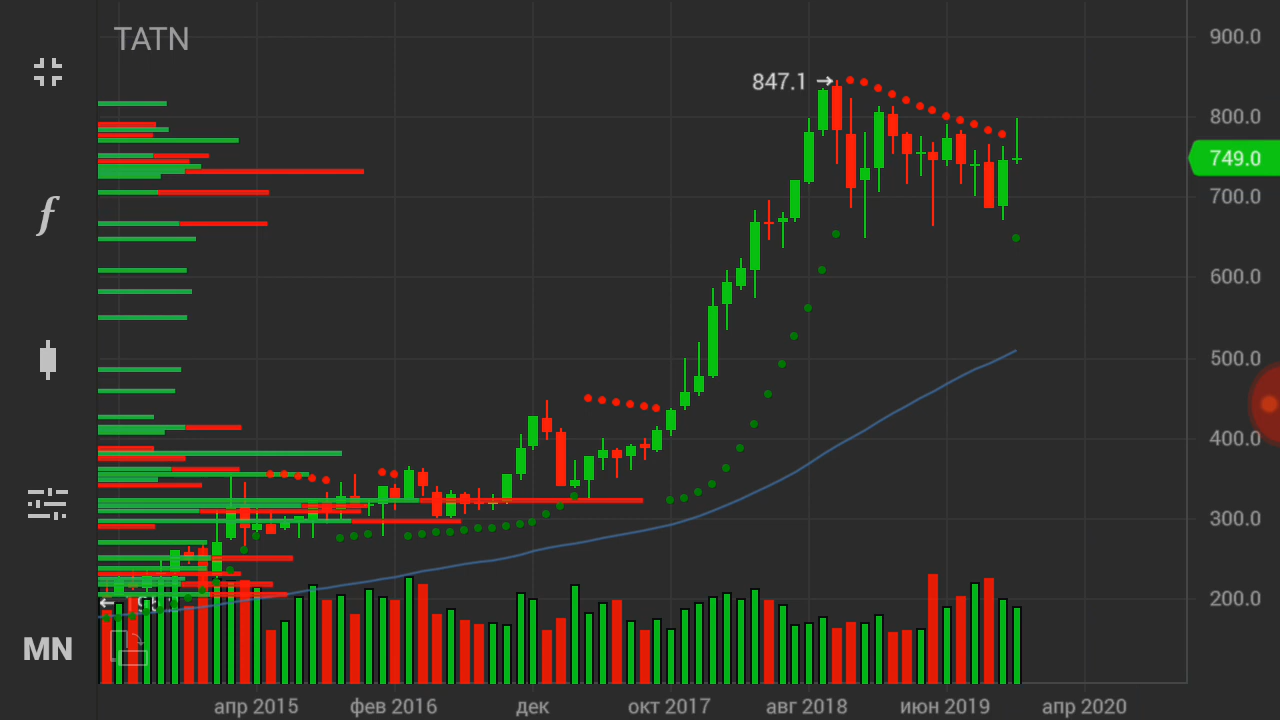 TATN
847.1 →
900.0
800.0
749.0
700.0
600.0
500.0
400.0
300.0
200.0
f
←
MN
апр 2015
фев 2016
дек
окт 2017
авг 2018
июн 2019
апр 2020